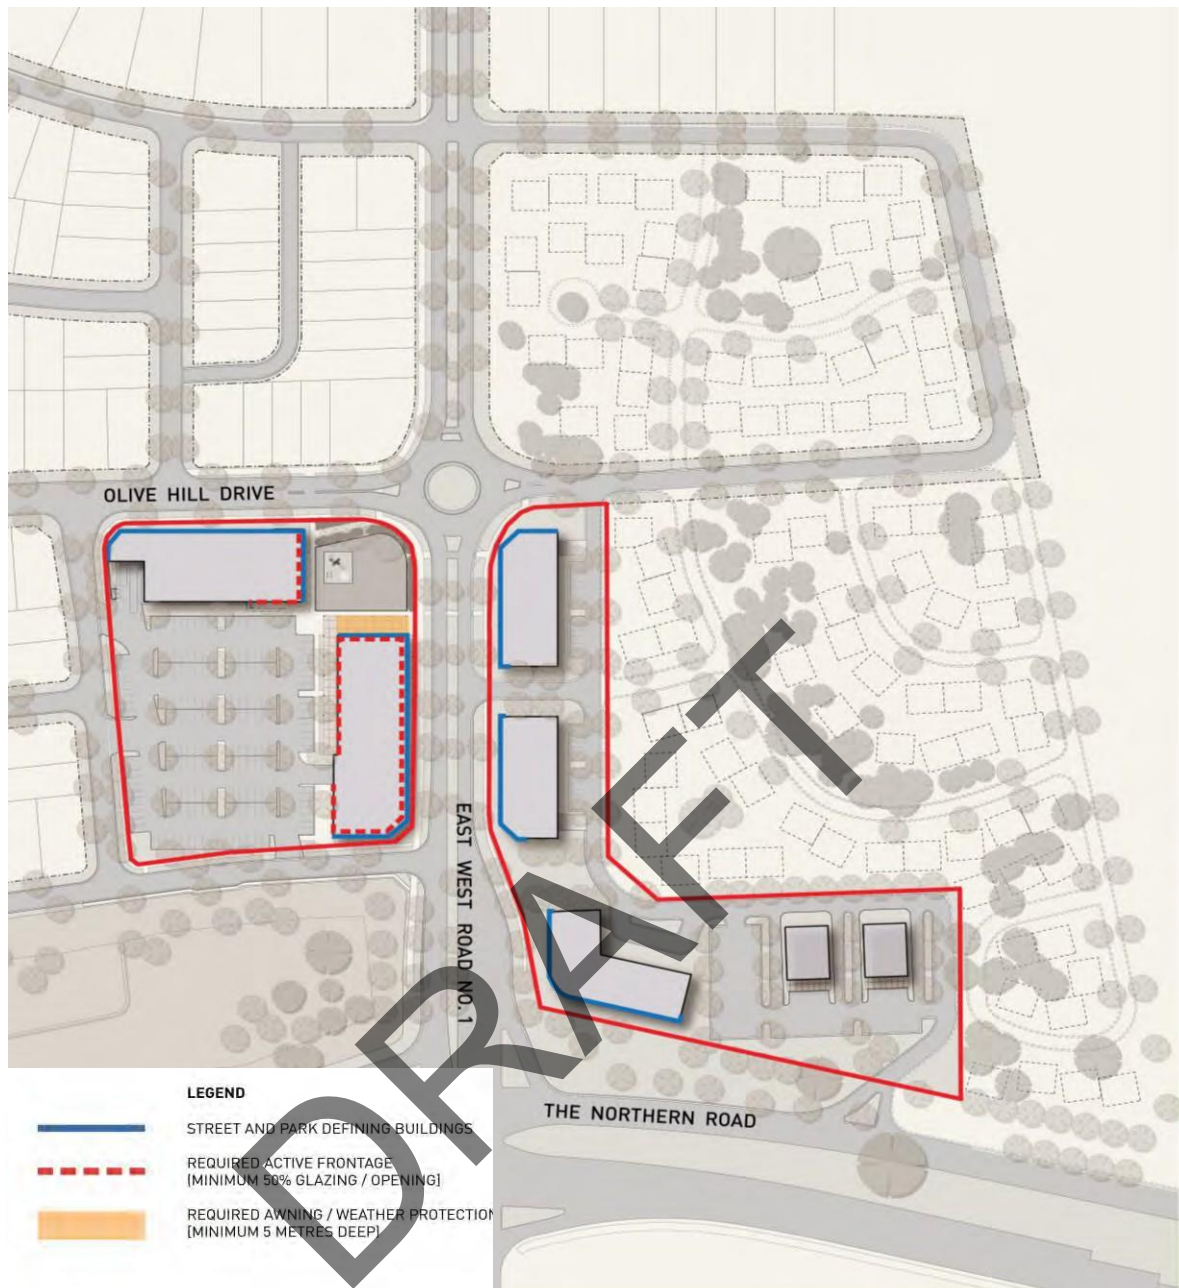 OLIVE HILL DRIVE
EAST WEST ROAD NO. 1
THE NORTHERN ROAD
DRAFT
LEGEND
STREET AND PARK DEFINING BUILDINGS
REQUIRED ACTIVE FRONTAGE
[MINIMUM 50% GLAZING / OPENING]
REQUIRED AWNING / WEATHER PROTECTION
[MINIMUM 5 METRES DEEP]